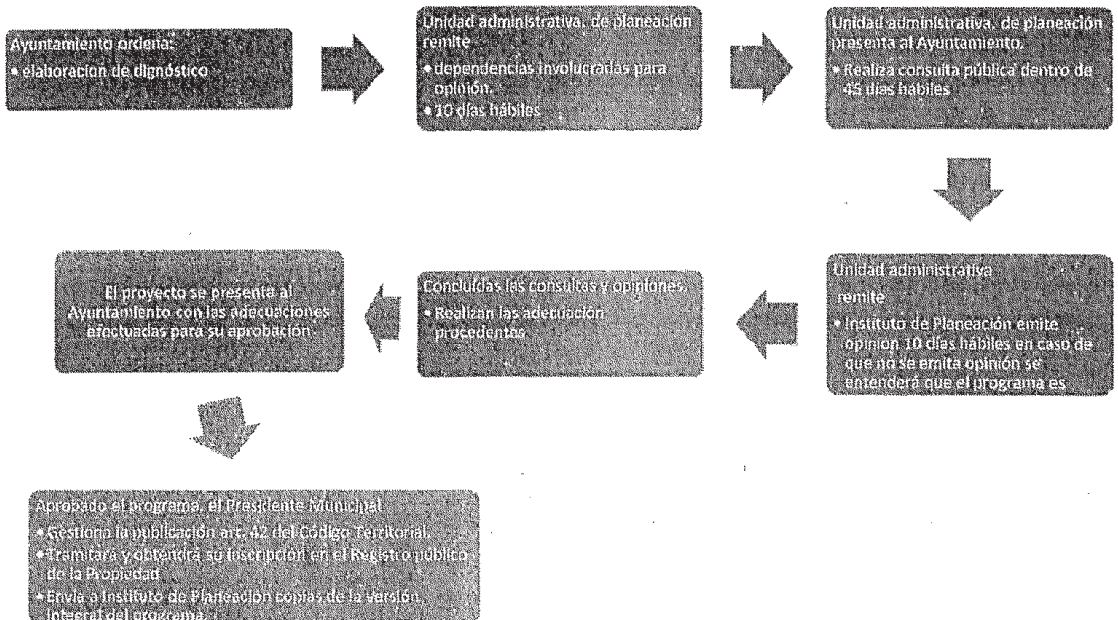 Ayuntamiento ordena:
• elaboración de dignóstico
Unidad administrativa, de planeación
remite
• dependencias involucradas para
opinión.
• 10 días hábiles
Unidad administrativa, de planeación
presenta al Ayuntamiento.
• Realiza consulta pública dentro de
45 días hábiles
Unidad administrativa
remite
• Instituto de Planeación emite
opinión 10 días hábiles en caso de
que no se emita opinión se
entenderá que el programa es
Concluidas las consultas y opiniones.
• Realizan las adecuación
procedentes
El proyecto se presenta al
Ayuntamiento con las adecuaciones
efectuadas para su aprobación
Aprobado el programa, el Presidente Municipal
• Gestiona la publicación art. 42 del Código Territorial.
• Tramitara y obtendrá su inscripción en el Registro público
de la Propiedad
• Envía a Instituto de Planeación copias de la versión
integral del programa.